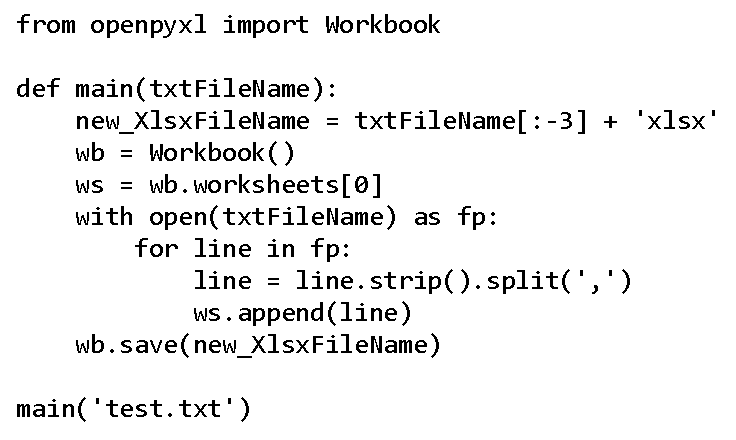 from openpyxl import Workbook

def main(txtFileName):
    new_XlsxFileName = txtFileName[:-3] + 'xlsx'
    wb = Workbook()
    ws = wb.worksheets[0]
    with open(txtFileName) as fp:
        for line in fp:
            line = line.strip().split(',')
            ws.append(line)
    wb.save(new_XlsxFileName)

main('test.txt')